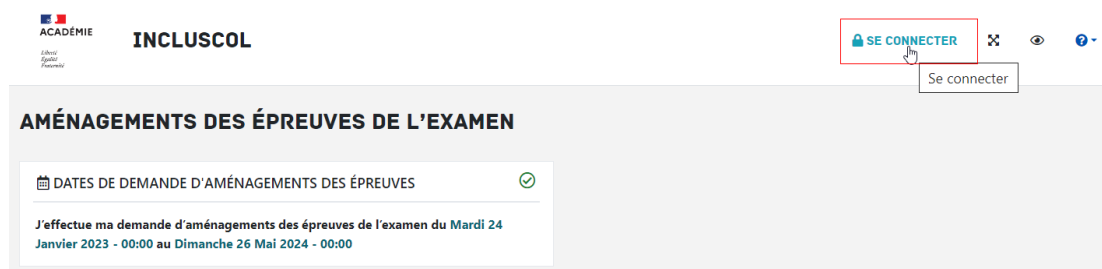 ACADÉMIE
Liberté
Égalité
Fraternité
INCLUSCOL
SE CONNECTER
Se connecter
AMÉNAGEMENTS DES ÉPREUVES DE L'EXAMEN
DATES DE DEMANDE D'AMÉNAGEMENTS DES ÉPREUVES
J'effectue ma demande d'aménagements des épreuves de l'examen du Mardi 24
Janvier 2023 - 00:00 au Dimanche 26 Mai 2024 - 00:00